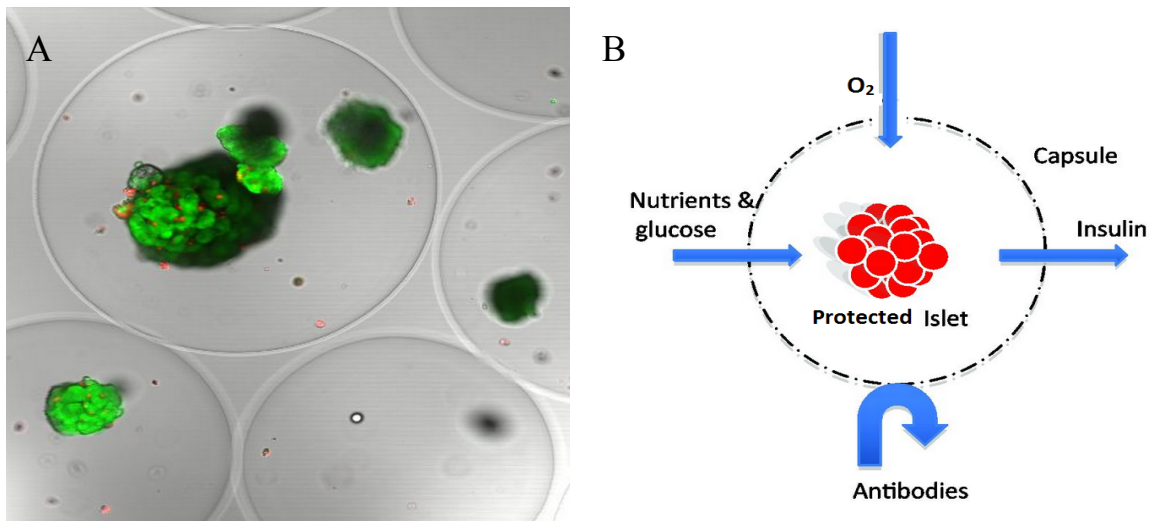 A
B
O₂
Capsule
Nutrients &
glucose
Insulin
Protected Islet
Antibodies